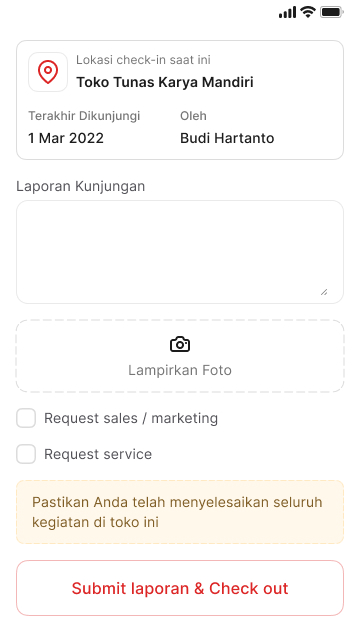 Lokasi check-in saat ini
Toko Tunas Karya Mandiri
Terakhir Dikunjungi
Oleh
1 Mar 2022
Budi Hartanto
Laporan Kunjungan
Lampirkan Foto
Request sales / marketing
Request service
Pastikan Anda telah menyelesaikan seluruh
kegiatan di toko ini
Submit laporan & Check out